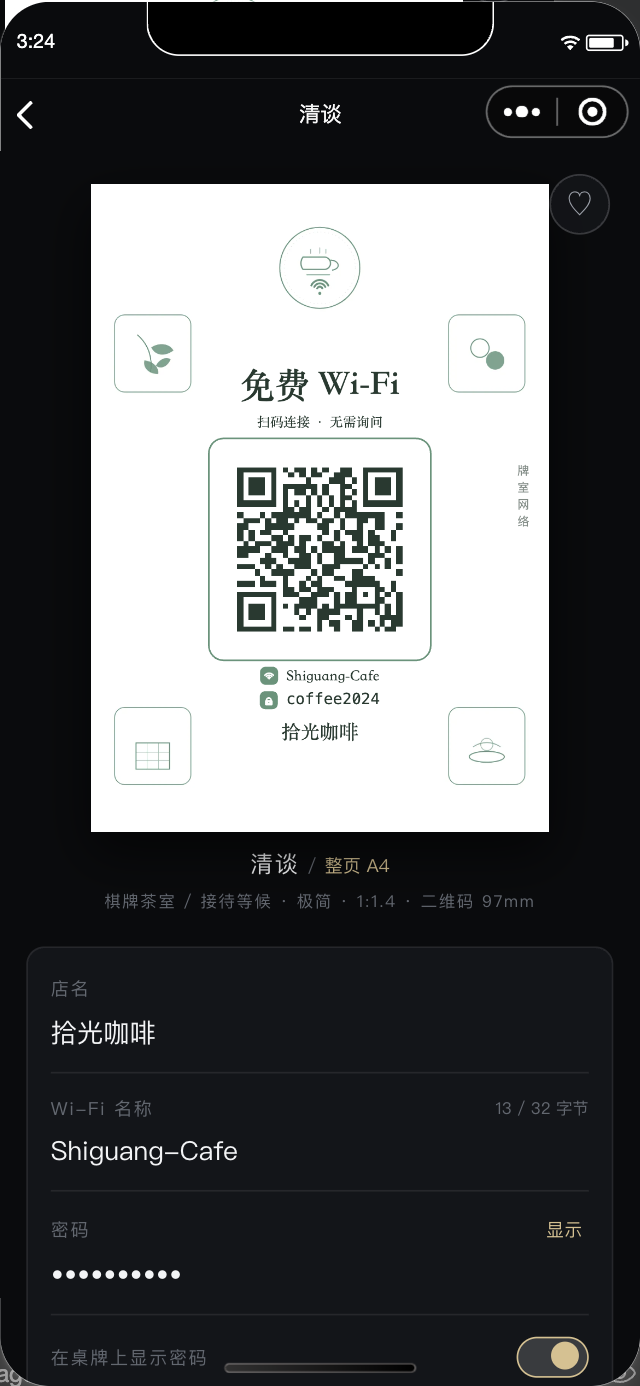 3:24
清谈
免费 Wi-Fi
扫码连接 · 无需询问
牌室网络
Shiguang-Cafe
coffee2024
拾光咖啡
清谈 / 整页 A4
棋牌茶室 / 接待等候 · 极简 · 1:1.4 · 二维码 97mm
店名
拾光咖啡
Wi-Fi 名称 13 / 32 字节
Shiguang-Cafe
密码 显示
••••••••••
在桌牌上显示密码